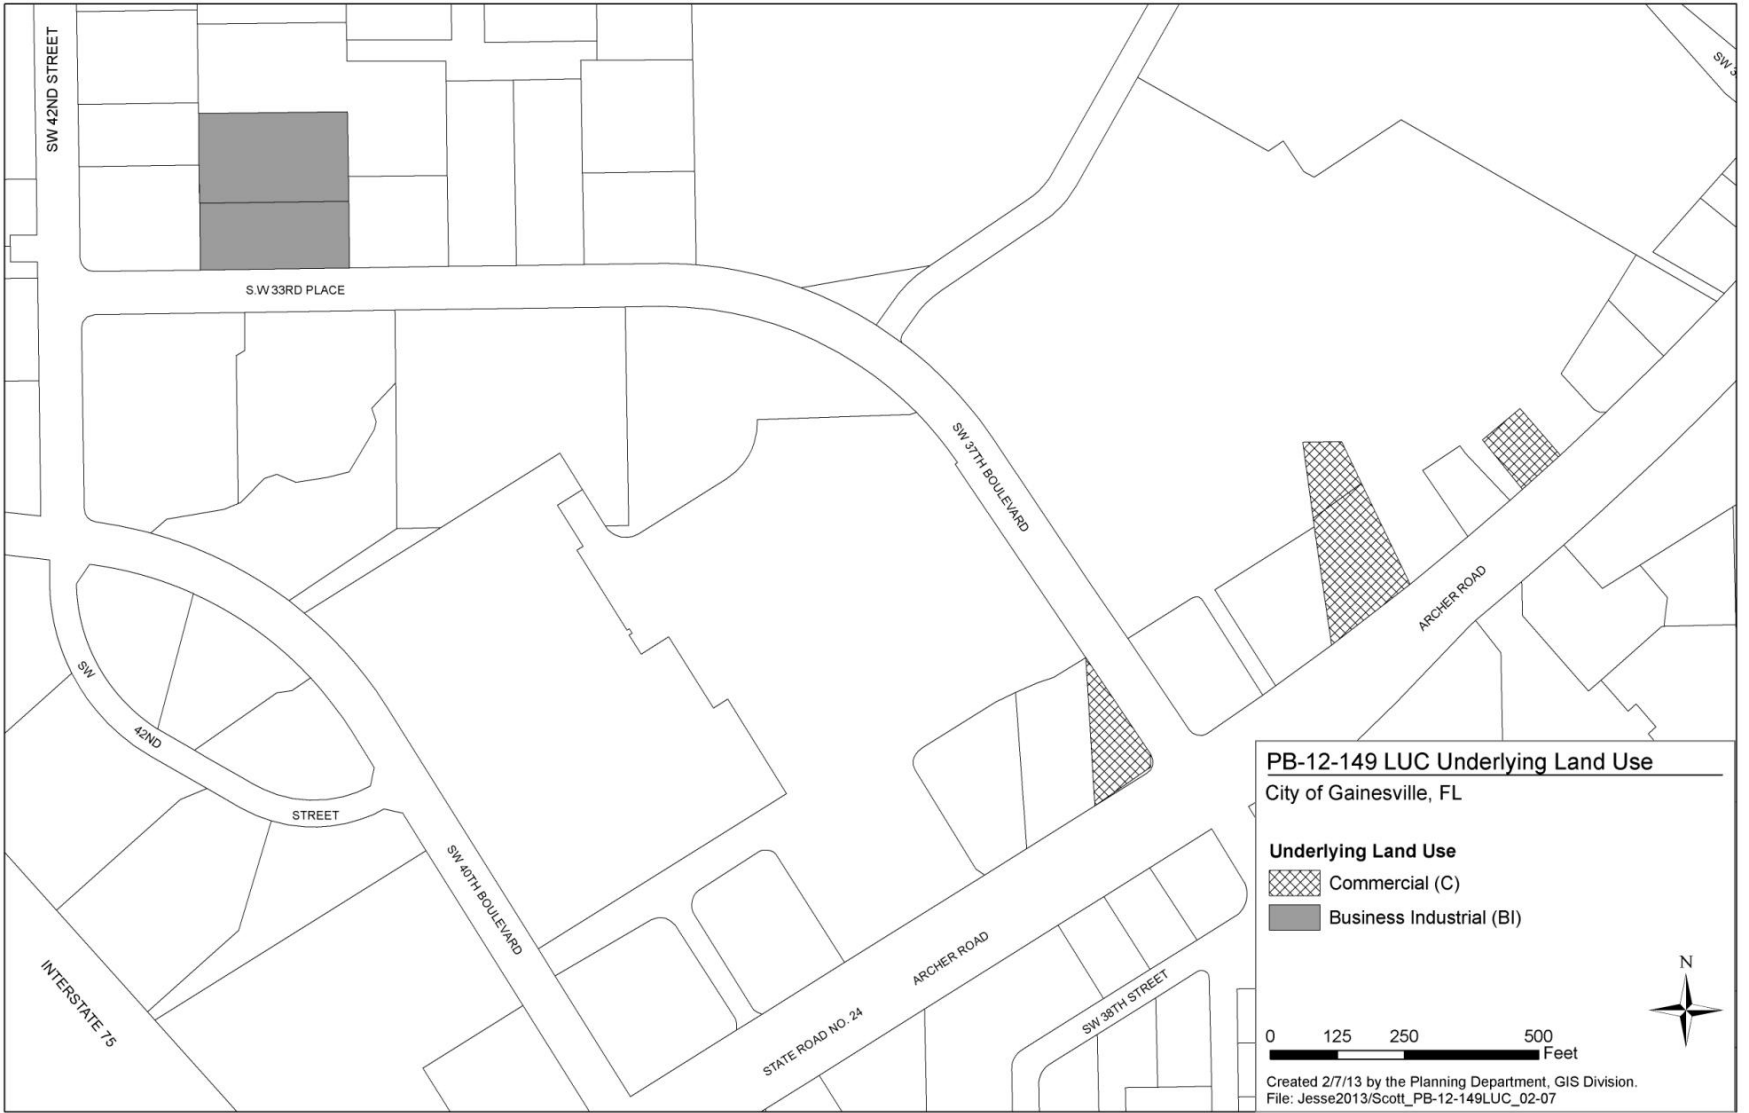 SW 42ND STREET
SW 3
S.W 33RD PLACE
SW 37TH BOULEVARD
ARCHER ROAD
SW
42ND
STREET
SW 40TH BOULEVARD
INTERSTATE 75
ARCHER ROAD
STATE ROAD NO. 24
SW 38TH STREET
PB-12-149 LUC Underlying Land Use
City of Gainesville, FL
Underlying Land Use
Commercial (C)
Business Industrial (BI)
N
0 125 250 500
Feet
Created 2/7/13 by the Planning Department, GIS Division.
File: Jesse2013/Scott_PB-12-149LUC_02-07